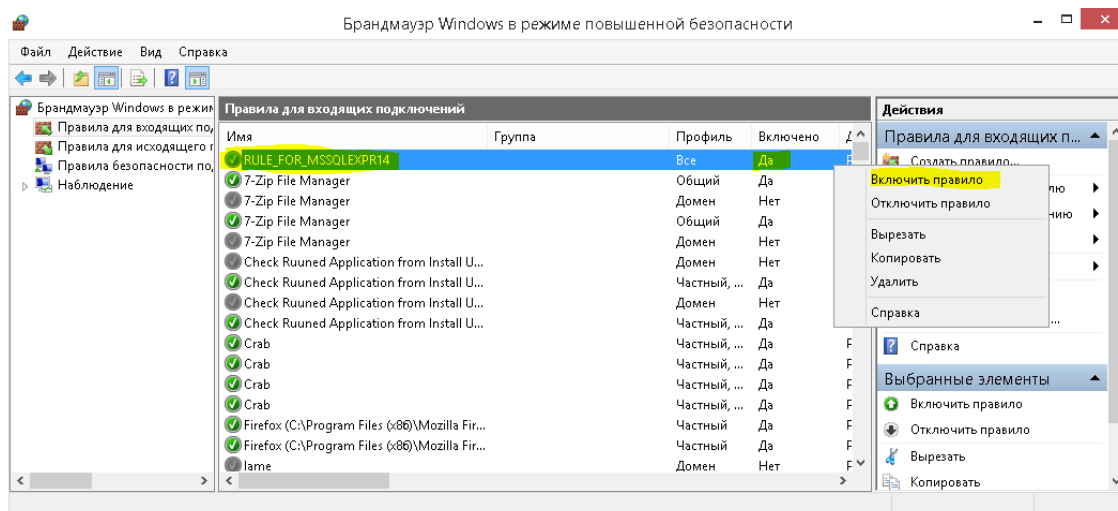 Брандмауэр Windows в режиме повышенной безопасности
Файл Действие Вид Справка
Брандмауэр Windows в режим
Правила для входящих по
Правила для исходящего г
Правила безопасности по
Наблюдение
Правила для входящих подключений
Имя Группа Профиль Включено
RULE_FOR_MSSQLEXPR14 Все Да
7-Zip File Manager Общий Да
7-Zip File Manager Домен Нет
7-Zip File Manager Общий Да
7-Zip File Manager Домен Нет
Check Ruuned Application from Install U... Домен Нет
Check Ruuned Application from Install U... Частный, ... Да
Check Ruuned Application from Install U... Домен Нет
Check Ruuned Application from Install U... Частный, ... Да
Crab Частный, ... Да
Crab Частный, ... Да
Crab Частный, ... Да
Crab Частный, ... Да
Firefox (C:\Program Files (x86)\Mozilla Fir... Частный Да
Firefox (C:\Program Files (x86)\Mozilla Fir... Частный Да
lame Домен Нет
Включить правило
Отключить правило
Вырезать
Копировать
Удалить
Справка
Действия
Правила для входящих п...
Создать правило...
лю
нию
...
Справка
Выбранные элементы
Включить правило
Отключить правило
Вырезать
Копировать